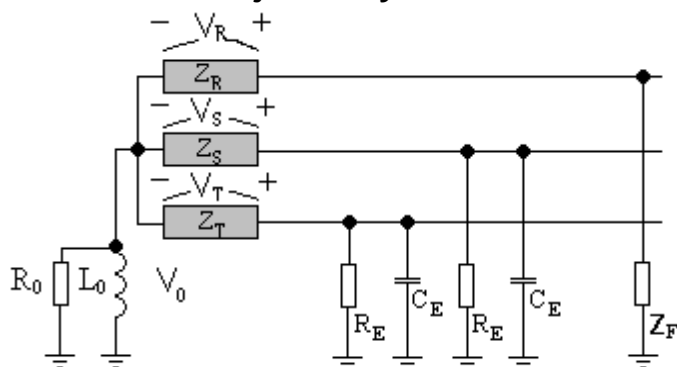 − V_R +
Z_R
− V_S +
Z_S
− V_T +
Z_T
R_0 L_0 V_0
R_E C_E R_E C_E Z_F